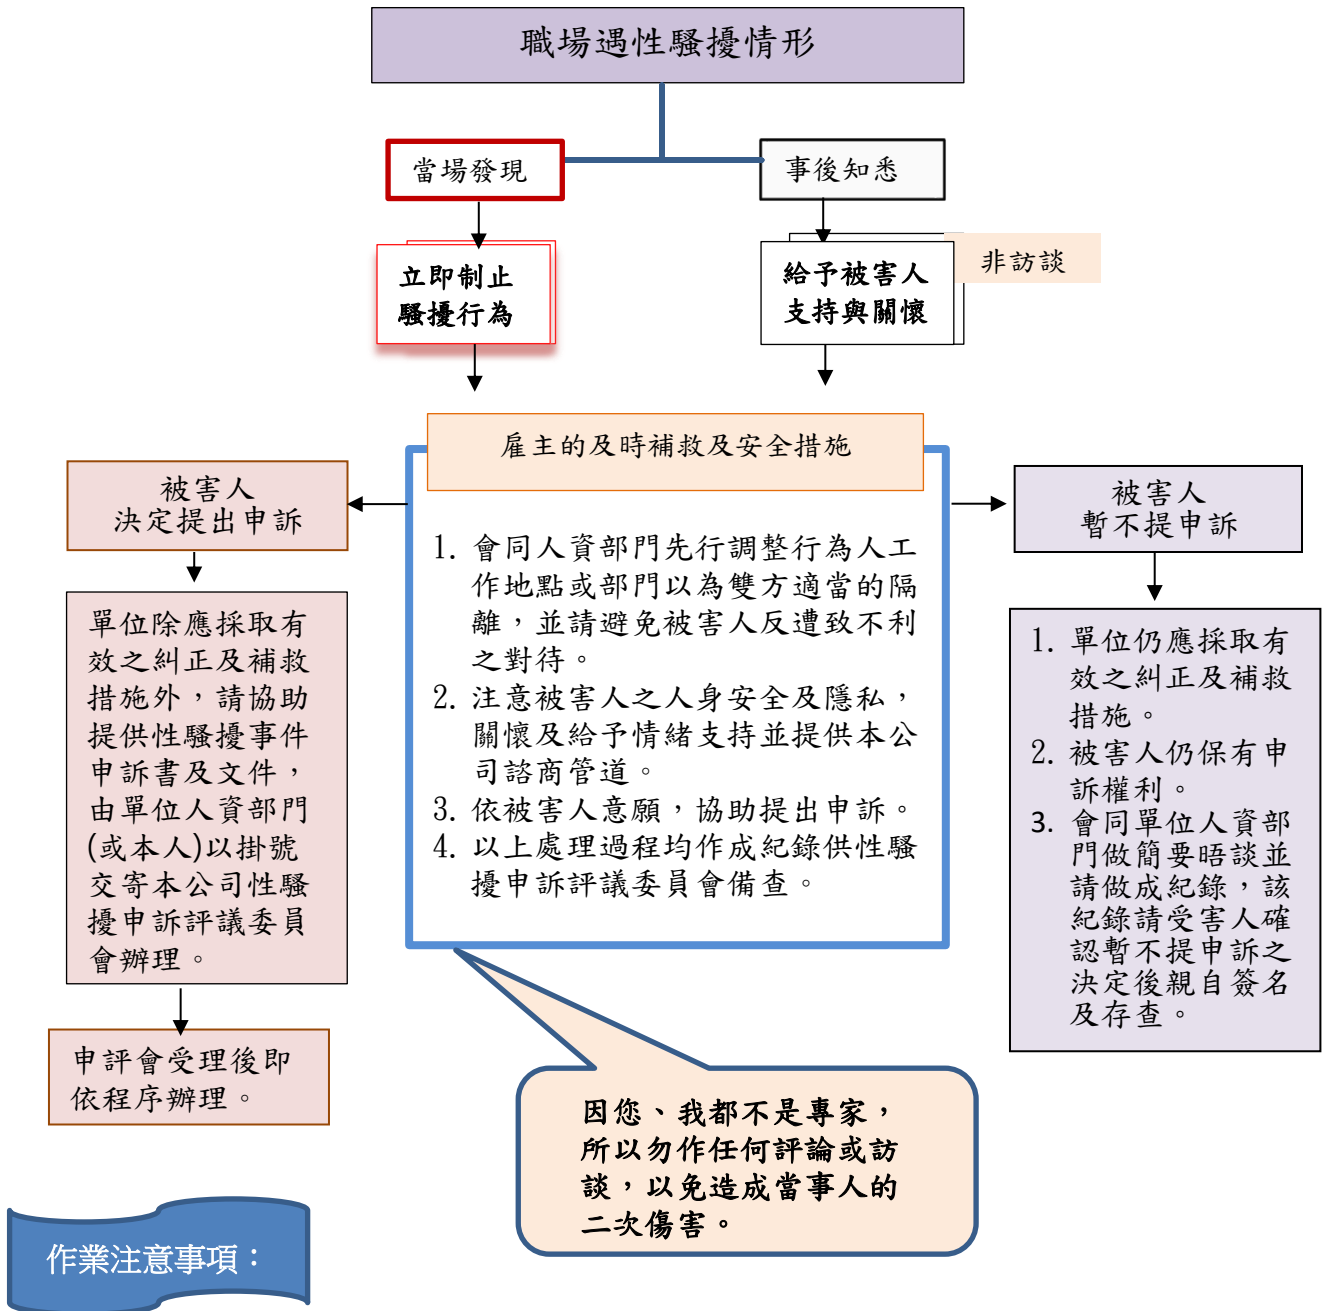 職場遇性騷擾情形
當場發現
事後知悉
立即制止
騷擾行為
給予被害人
支持與關懷
非訪談
雇主的及時補救及安全措施
1. 會同人資部門先行調整行為人工
作地點或部門以為雙方適當的隔
離，並請避免被害人反遭致不利
之對待。
2. 注意被害人之人身安全及隱私，
關懷及給予情緒支持並提供本公
司諮商管道。
3. 依被害人意願，協助提出申訴。
4. 以上處理過程均作成紀錄供性騷
擾申訴評議委員會備查。
被害人
決定提出申訴
單位除應採取有
效之糾正及補救
措施外，請協助
提供性騷擾事件
申訴書及文件，
由單位人資部門
(或本人)以掛號
交寄本公司性騷
擾申訴評議委員
會辦理。
申評會受理後即
依程序辦理。
被害人
暫不提申訴
1. 單位仍應採取有
效之糾正及補救
措施。
2. 被害人仍保有申
訴權利。
3. 會同單位人資部
門做簡要晤談並
請做成紀錄，該
紀錄請受害人確
認暫不提申訴之
決定後親自簽名
及存查。
因您、我都不是專家，
所以勿作任何評論或訪
談，以免造成當事人的
二次傷害。
作業注意事項：